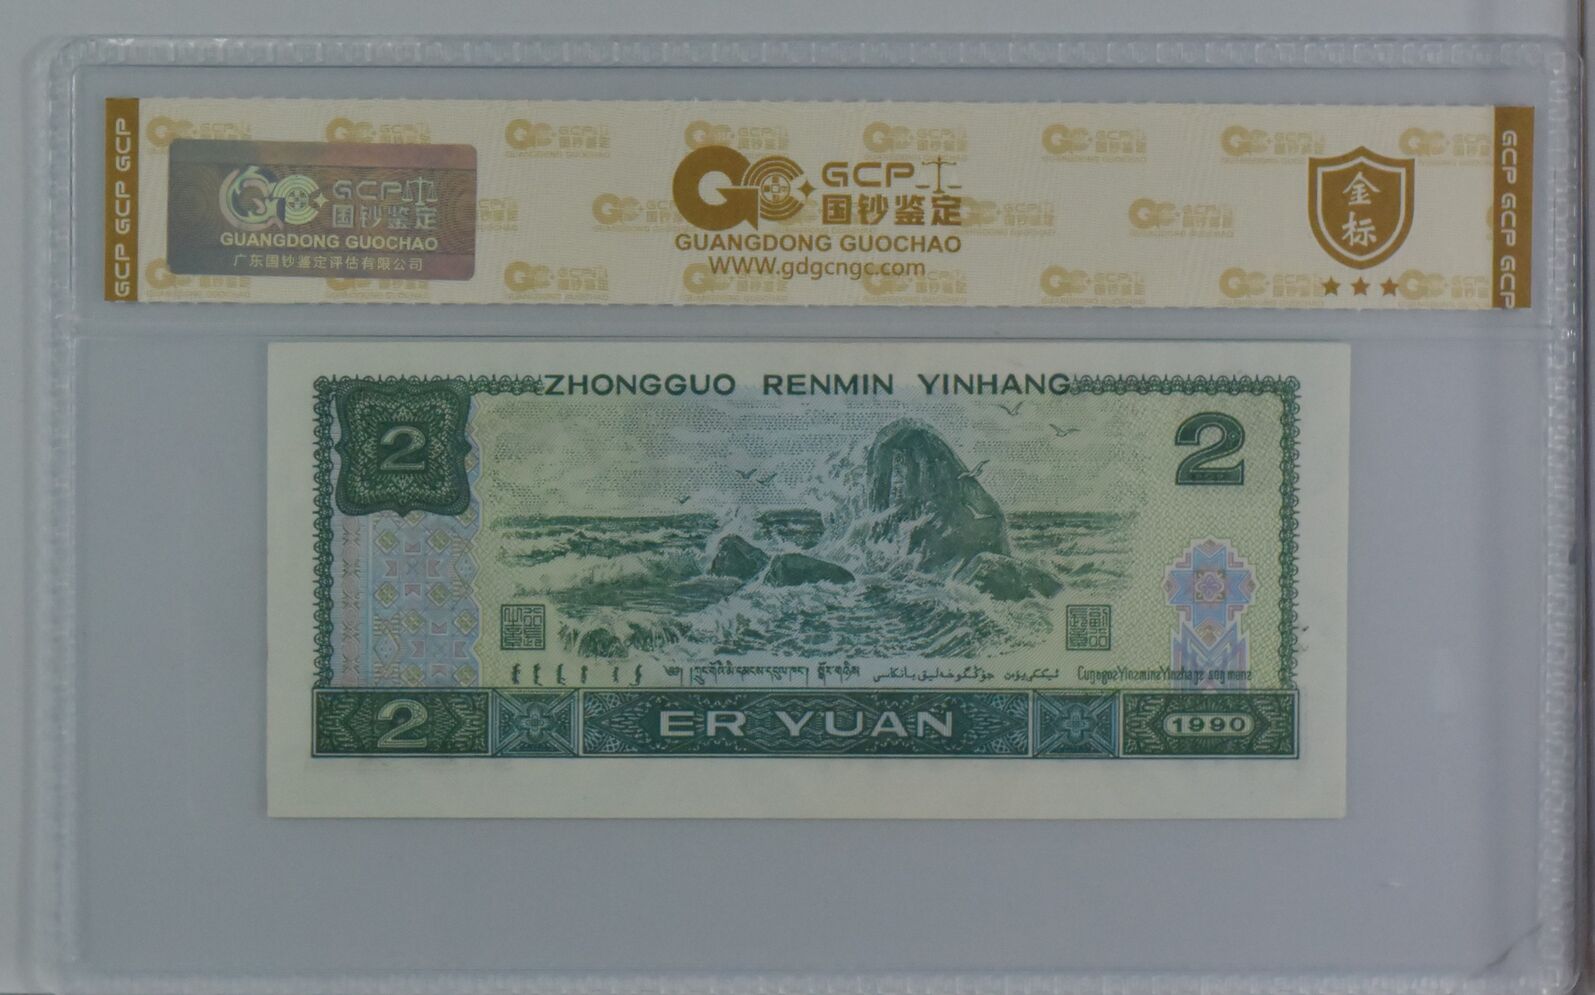 GCP GCP GCP
GCP
国钞鉴定
GUANGDONG GUOCHAO
广东国钞鉴定评估有限公司
GCP
国钞鉴定
GUANGDONG GUOCHAO
WWW.gdgcngc.com
金标
GCP GCP GCP
ZHONGGUO RENMIN YINHANG
2
2
2
ER YUAN
1990